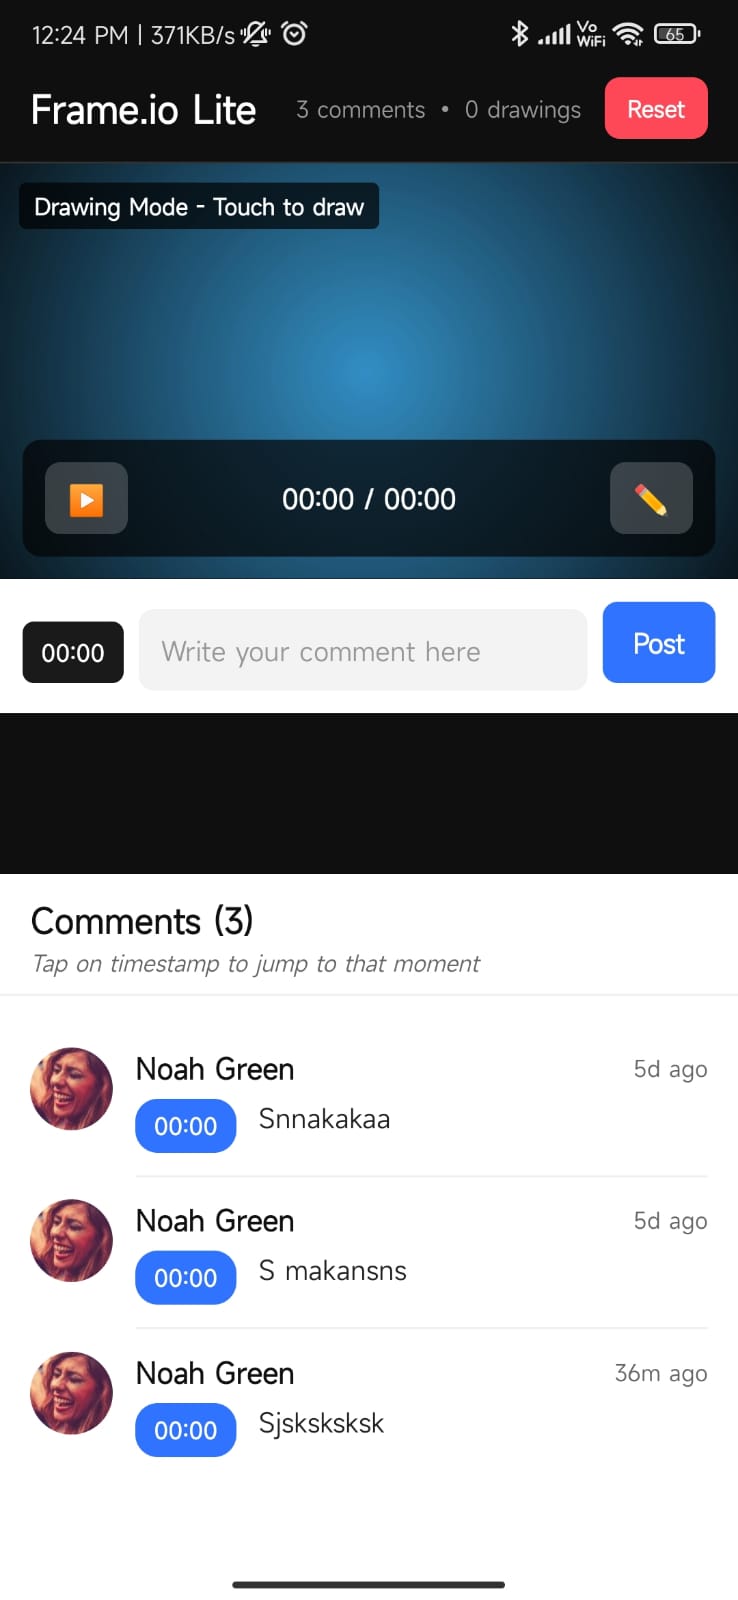 12:24 PM | 371KB/s Vo WiFi 65
Frame.io Lite 3 comments • 0 drawings Reset
Drawing Mode - Touch to draw
00:00 / 00:00
00:00 Write your comment here Post
Comments (3)
Tap on timestamp to jump to that moment
Noah Green 5d ago
00:00 Snnakakaa
Noah Green 5d ago
00:00 S makansns
Noah Green 36m ago
00:00 Sjsksksksk